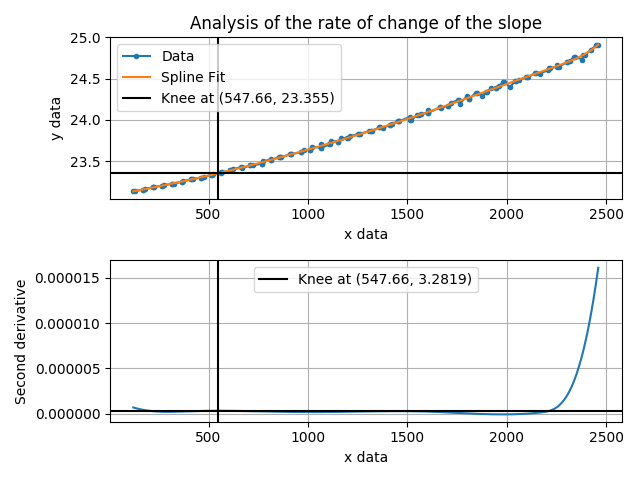 Analysis of the rate of change of the slope
25.0
24.5
24.0
23.5
y data
Data
Spline Fit
Knee at (547.66, 23.355)
500 1000 1500 2000 2500
x data
0.000015
0.000010
0.000005
0.000000
Second derivative
Knee at (547.66, 3.2819)
500 1000 1500 2000 2500
x data